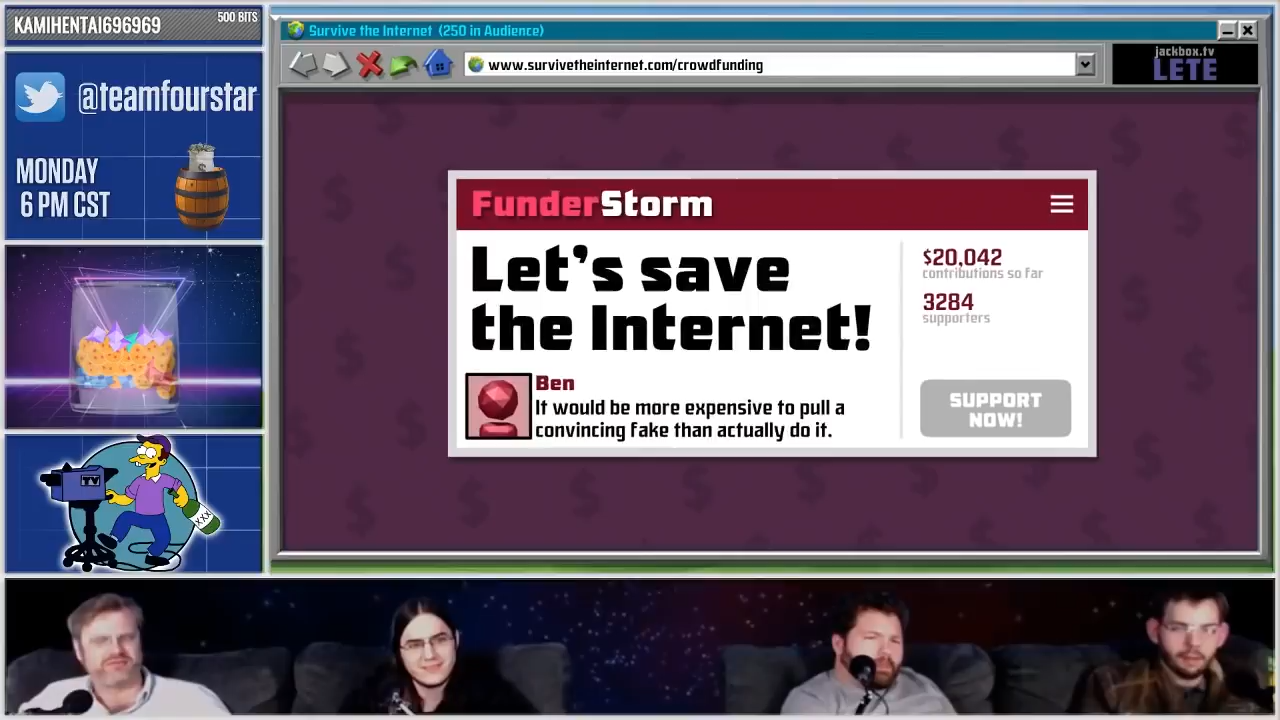 KAMIHENTAI696969
500 BITS
@teamfourstar
MONDAY
6 PM CST
TV
XXX
Survive the Internet (250 in Audience)
www.survivetheinternet.com/crowdfunding
jackbox.tv
LETE
FunderStorm
Let's save
the Internet!
Ben
It would be more expensive to pull a
convincing fake than actually do it.
$20,042
contributions so far
3284
supporters
SUPPORT
NOW!